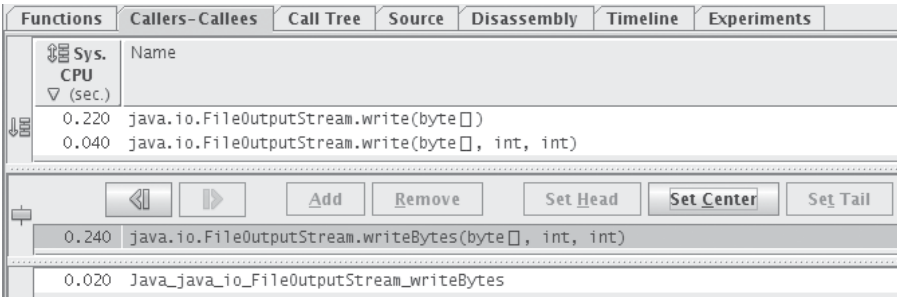 Functions Callers-Callees Call Tree Source Disassembly Timeline Experiments
Sys. Name
CPU
(sec.)
0.220 java.io.FileOutputStream.write(byte[])
0.040 java.io.FileOutputStream.write(byte[], int, int)
Add Remove Set Head Set Center Set Tail
0.240 java.io.FileOutputStream.writeBytes(byte[], int, int)
0.020 Java_java_io_FileOutputStream_writeBytes